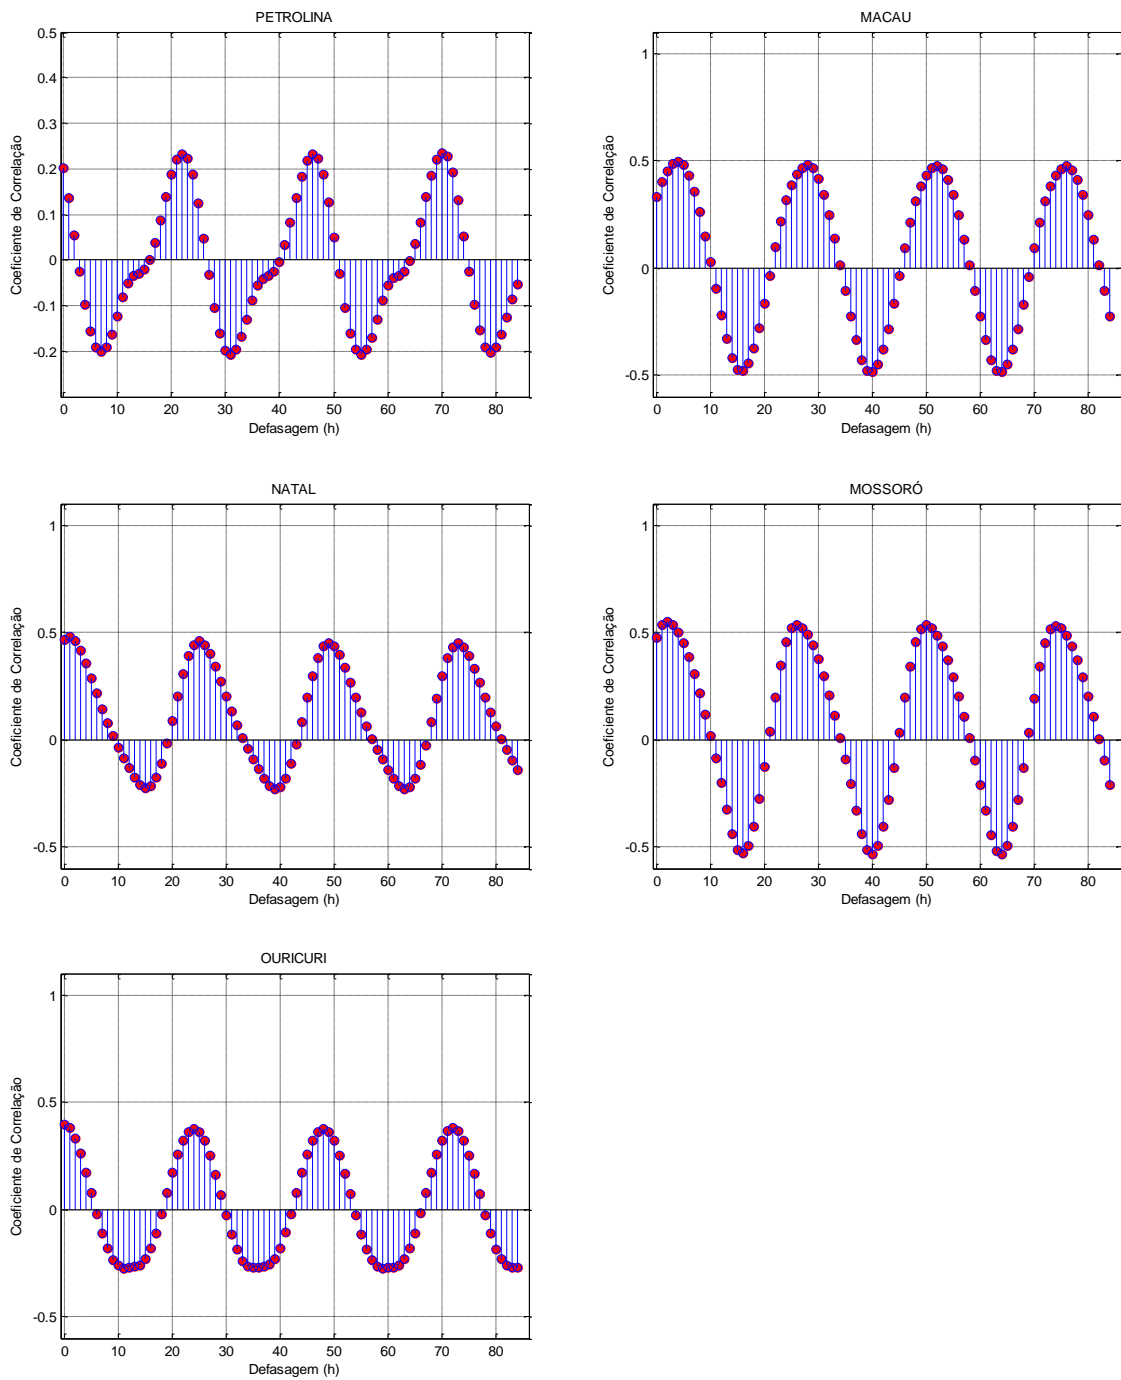 PETROLINA
0.5
0.4
0.3
0.2
0.1
0
-0.1
-0.2
Coeficiente de Correlação
0 10 20 30 40 50 60 70 80
Defasagem (h)
MACAU
1
0.5
0
-0.5
Coeficiente de Correlação
0 10 20 30 40 50 60 70 80
Defasagem (h)
NATAL
1
0.5
0
-0.5
Coeficiente de Correlação
0 10 20 30 40 50 60 70 80
Defasagem (h)
MOSSORÓ
1
0.5
0
-0.5
Coeficiente de Correlação
0 10 20 30 40 50 60 70 80
Defasagem (h)
OURICURI
1
0.5
0
-0.5
Coeficiente de Correlação
0 10 20 30 40 50 60 70 80
Defasagem (h)